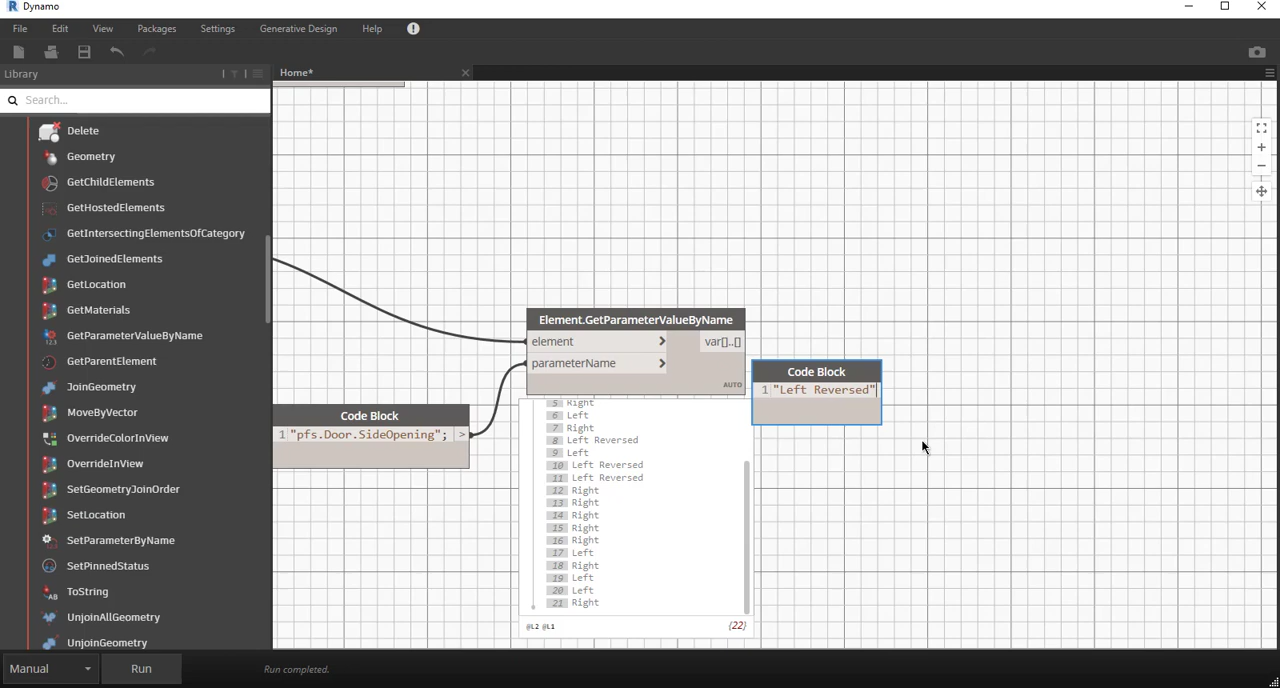 Dynamo
File Edit View Packages Settings Generative Design Help
Library
Home*
Search...
Delete
Geometry
GetChildElements
GetHostedElements
GetIntersectingElementsOfCategory
GetJoinedElements
GetLocation
GetMaterials
GetParameterValueByName
GetParentElement
JoinGeometry
MoveByVector
OverrideColorInView
OverrideInView
SetGeometryJoinOrder
SetLocation
SetParameterByName
SetPinnedStatus
ToString
UnjoinAllGeometry
UnjoinGeometry
Code Block
1 "pfs.Door.SideOpening"; >
Element.GetParameterValueByName
element > var[]..[]
parameterName >
AUTO
5 Right
6 Left
7 Right
8 Left Reversed
9 Left
10 Left Reversed
11 Left Reversed
12 Right
13 Right
14 Right
15 Right
16 Right
17 Left
18 Right
19 Left
20 Left
21 Right
@L2 @L1 {22}
Code Block
1 "Left Reversed"
Manual Run Run completed.